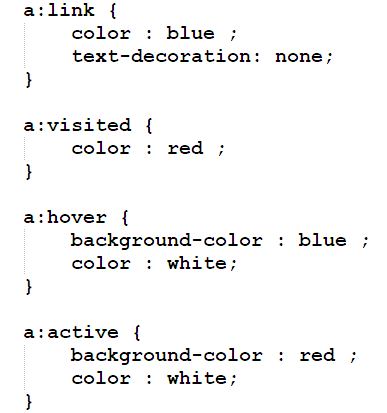 a:link {
color : blue ;
text-decoration: none;
}
a:visited {
color : red ;
}
a:hover {
background-color : blue ;
color : white;
}
a:active {
background-color : red ;
color : white;
}